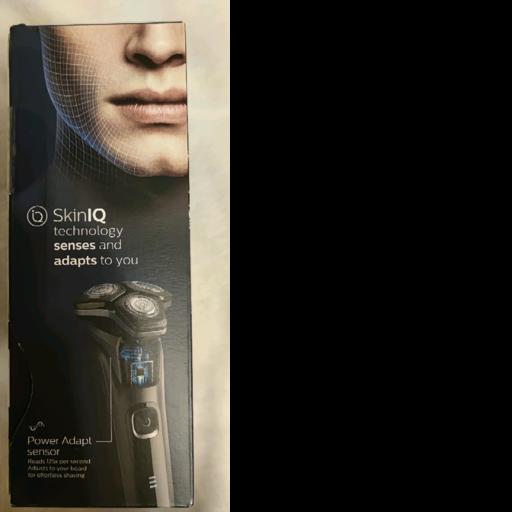 SkinIQ
technology
senses and
adapts to you
Power Adapt
sensor
Reads 125x per second
Adjusts to your beard
for effortless shaving